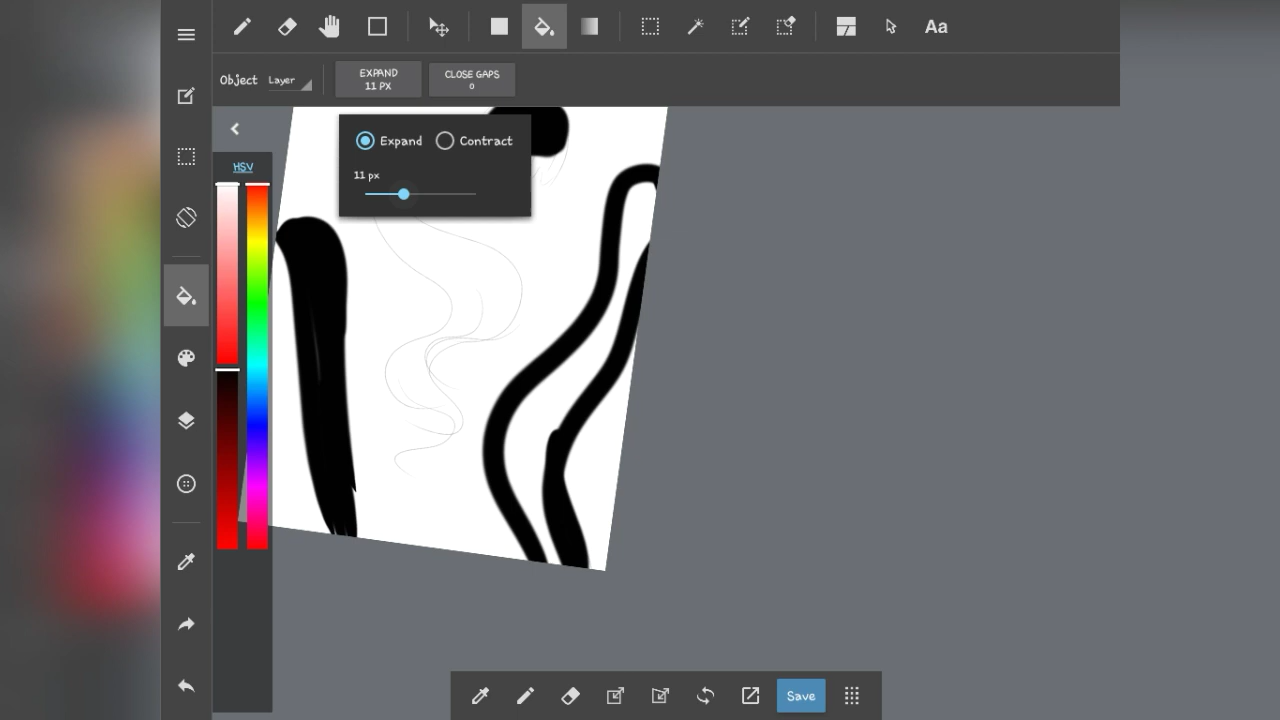 Aa
Object Layer
EXPAND
11 PX
CLOSE GAPS
0
Expand Contract
11 px
HSV
Save